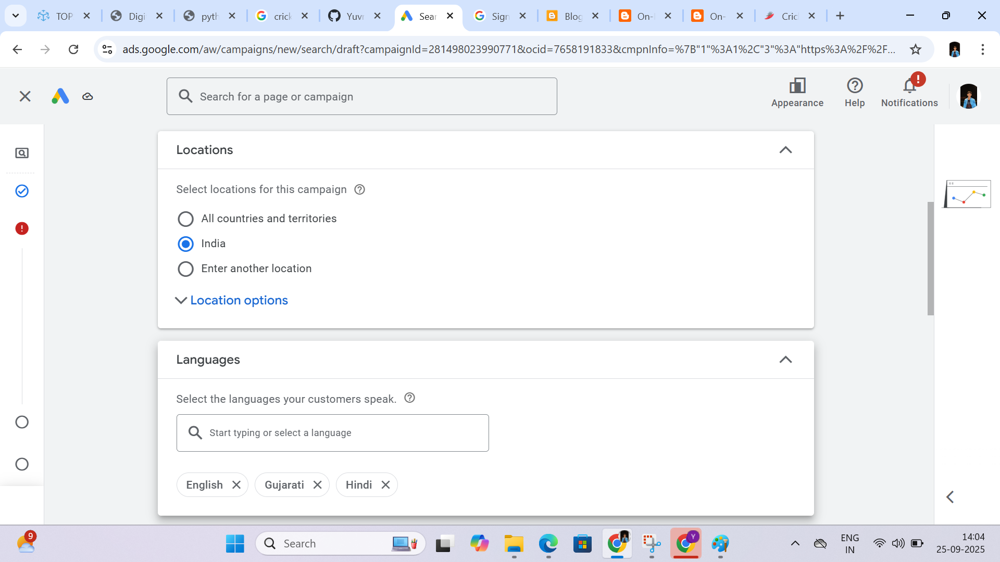 TOP
Digi
pyth
crick
Yuvr
Sear
Sign
Blog
On-
On-
Cric
ads.google.com/aw/campaigns/new/search/draft?campaignId=281498023990771&ocid=7658191833&cmpnInfo=%7B"1"%3A1%2C"3"%3A"https%3A%2F%2F...
Search for a page or campaign
Appearance
Help
Notifications
Locations
Select locations for this campaign
All countries and territories
India
Enter another location
Location options
Languages
Select the languages your customers speak.
Start typing or select a language
English
Gujarati
Hindi
9
Search
Y
ENG
IN
14:04
25-09-2025